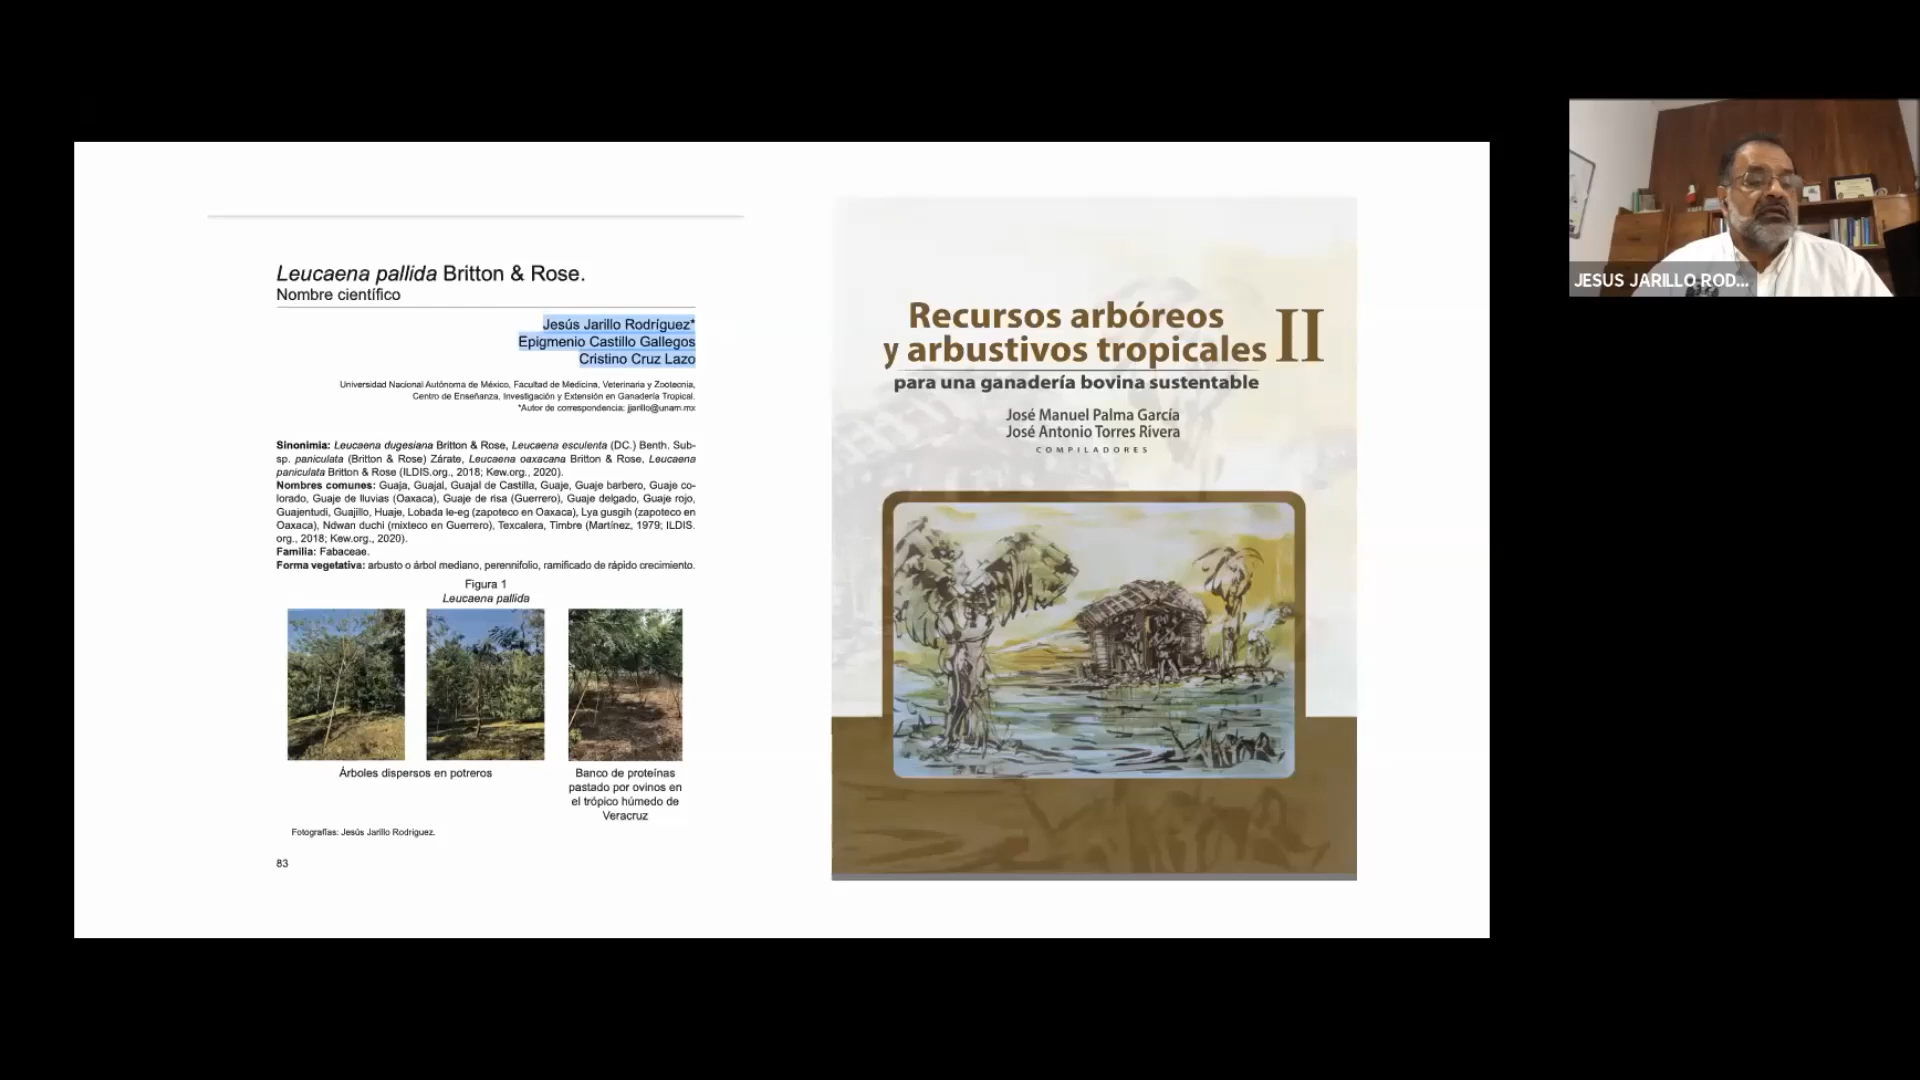 Leucaena pallida Britton & Rose.
Nombre científico
Jesús Jarillo Rodríguez*
Epigmenio Castillo Gallegos
Cristino Cruz Lazo
Universidad Nacional Autónoma de México, Facultad de Medicina, Veterinaria y Zootecnia,
Centro de Enseñanza, Investigación y Extensión en Ganadería Tropical.
*Autor de correspondencia: jjarillo@unam.mx
Sinonimia: Leucaena dugesiana Britton & Rose, Leucaena esculenta (DC.) Benth. Sub-
sp. paniculata (Britton & Rose) Zárate, Leucaena oaxacana Britton & Rose, Leucaena
paniculata Britton & Rose (ILDIS.org., 2018; Kew.org., 2020).
Nombres comunes: Guaja, Guajal, Guajal de Castilla, Guaje, Guaje barbero, Guaje co-
lorado, Guaje de lluvias (Oaxaca), Guaje de risa (Guerrero), Guaje delgado, Guaje rojo,
Guajentudi, Guajillo, Huaje, Lobada le-eg (zapoteco en Oaxaca), Lya gusgih (zapoteco en
Oaxaca), Ndwan duchi (mixteco en Guerrero), Texcalera, Timbre (Martínez, 1979; ILDIS.
org., 2018; Kew.org., 2020).
Familia: Fabaceae.
Forma vegetativa: arbusto o árbol mediano, perennifolio, ramificado de rápido crecimiento.
Figura 1
Leucaena pallida
Árboles dispersos en potreros
Banco de proteínas
pastado por ovinos en
el trópico húmedo de
Veracruz
Fotografías: Jesús Jarillo Rodríguez.
83
Recursos arbóreos
y arbustivos tropicales II
para una ganadería bovina sustentable
José Manuel Palma García
José Antonio Torres Rivera
COMPILADORES
JESUS JARILLO ROD...